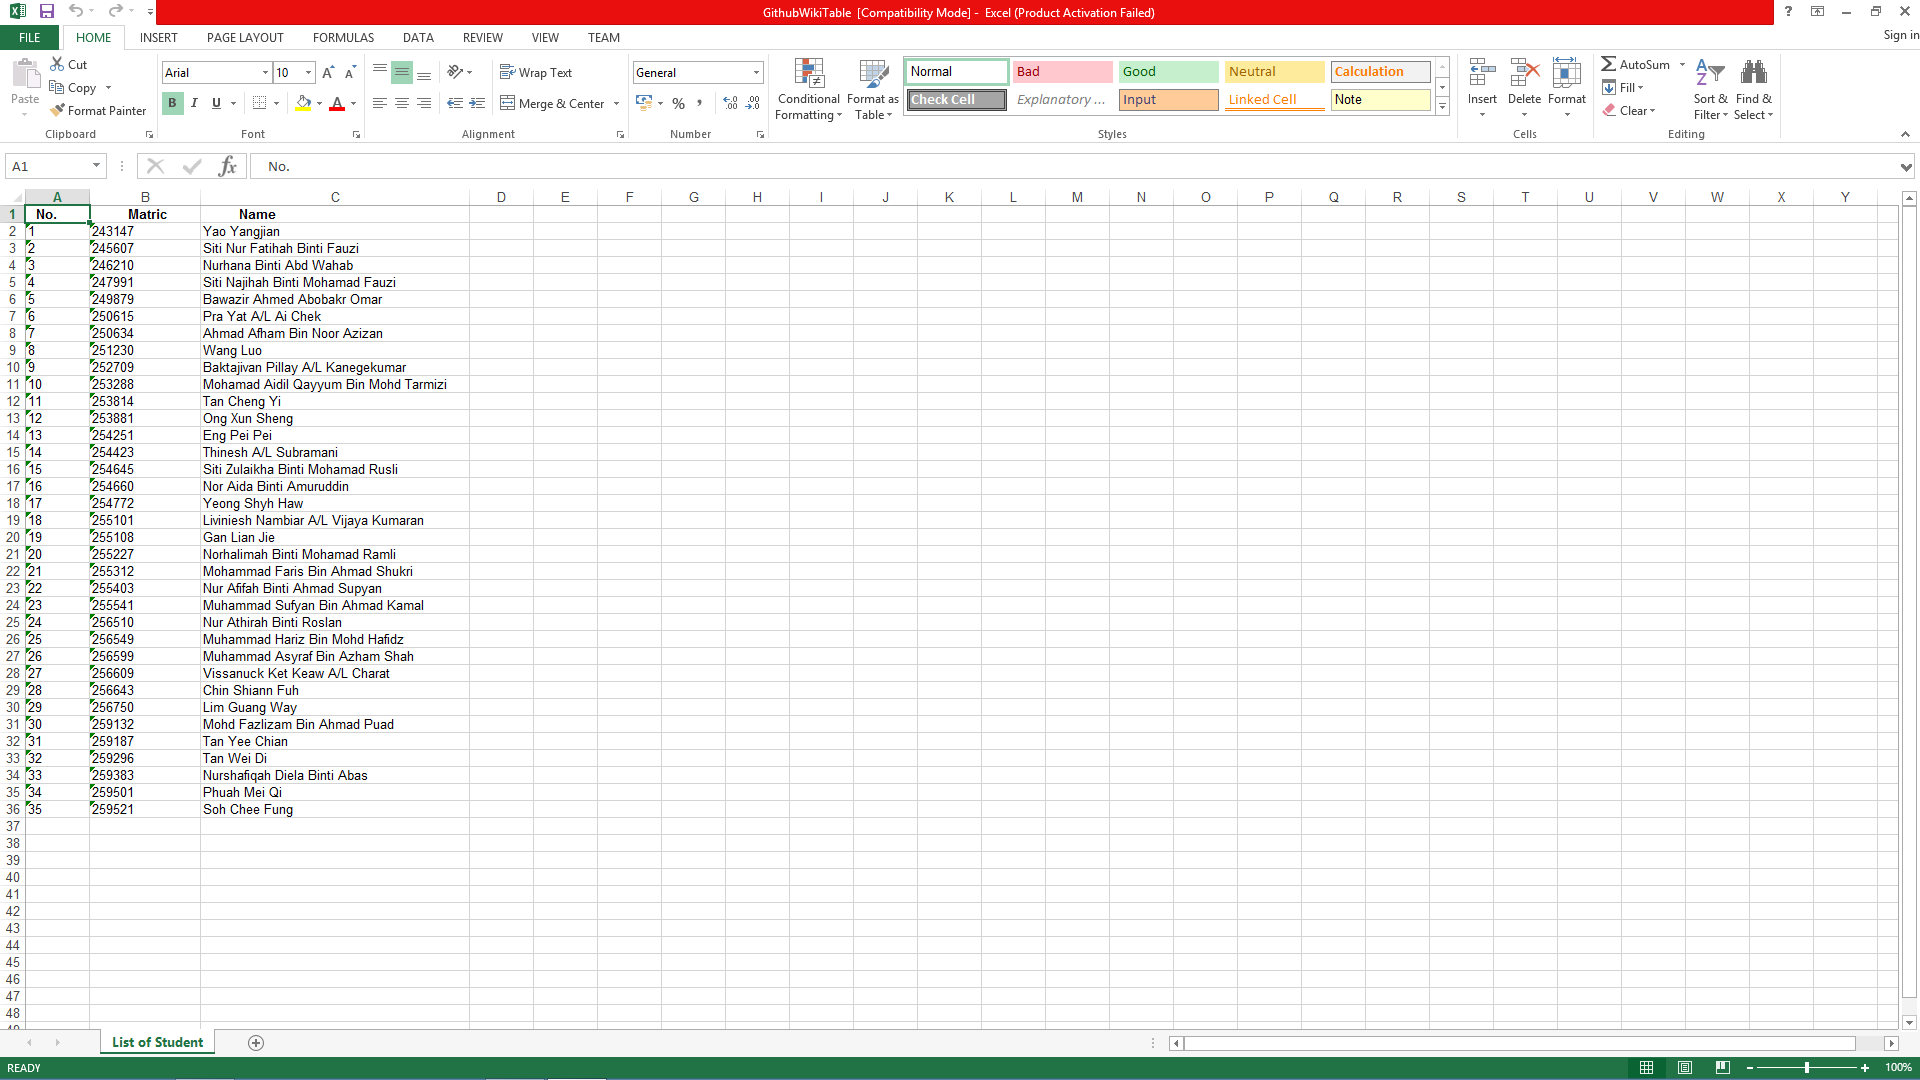 GithubWikiTable [Compatibility Mode] - Excel (Product Activation Failed)
?
FILE HOME INSERT PAGE LAYOUT FORMULAS DATA REVIEW VIEW TEAM Sign in
Paste
Cut
Copy
Format Painter
Clipboard
Arial 10
B I U
Font
Wrap Text
Merge & Center
Alignment
General
% ,
Number
Conditional Formatting
Format as Table
Normal Bad Good Neutral Calculation
Check Cell Explanatory ... Input Linked Cell Note
Styles
Insert Delete Format
Cells
AutoSum
Fill
Clear
Sort & Filter
Find & Select
Editing
A1 fx No.
A B C D E F G H I J K L M N O P Q R S T U V W X Y
1 No. Matric Name
2 1 243147 Yao Yangjian
3 2 245607 Siti Nur Fatihah Binti Fauzi
4 3 246210 Nurhana Binti Abd Wahab
5 4 247991 Siti Najihah Binti Mohamad Fauzi
6 5 249879 Bawazir Ahmed Abobakr Omar
7 6 250615 Pra Yat A/L Ai Chek
8 7 250634 Ahmad Afham Bin Noor Azizan
9 8 251230 Wang Luo
10 9 252709 Baktajivan Pillay A/L Kanegekumar
11 10 253288 Mohamad Aidil Qayyum Bin Mohd Tarmizi
12 11 253814 Tan Cheng Yi
13 12 253881 Ong Xun Sheng
14 13 254251 Eng Pei Pei
15 14 254423 Thinesh A/L Subramani
16 15 254645 Siti Zulaikha Binti Mohamad Rusli
17 16 254660 Nor Aida Binti Amuruddin
18 17 254772 Yeong Shyh Haw
19 18 255101 Liviniesh Nambiar A/L Vijaya Kumaran
20 19 255108 Gan Lian Jie
21 20 255227 Norhalimah Binti Mohamad Ramli
22 21 255312 Mohammad Faris Bin Ahmad Shukri
23 22 255403 Nur Afifah Binti Ahmad Supyan
24 23 255541 Muhammad Sufyan Bin Ahmad Kamal
25 24 256510 Nur Athirah Binti Roslan
26 25 256549 Muhammad Hariz Bin Mohd Hafidz
27 26 256599 Muhammad Asyraf Bin Azham Shah
28 27 256609 Vissanuck Ket Keaw A/L Charat
29 28 256643 Chin Shiann Fuh
30 29 256750 Lim Guang Way
31 30 259132 Mohd Fazlizam Bin Ahmad Puad
32 31 259187 Tan Yee Chian
33 32 259296 Tan Wei Di
34 33 259383 Nurshafiqah Diela Binti Abas
35 34 259501 Phuah Mei Qi
36 35 259521 Soh Chee Fung
37
38
39
40
41
42
43
44
45
46
47
48
List of Student
READY 100%